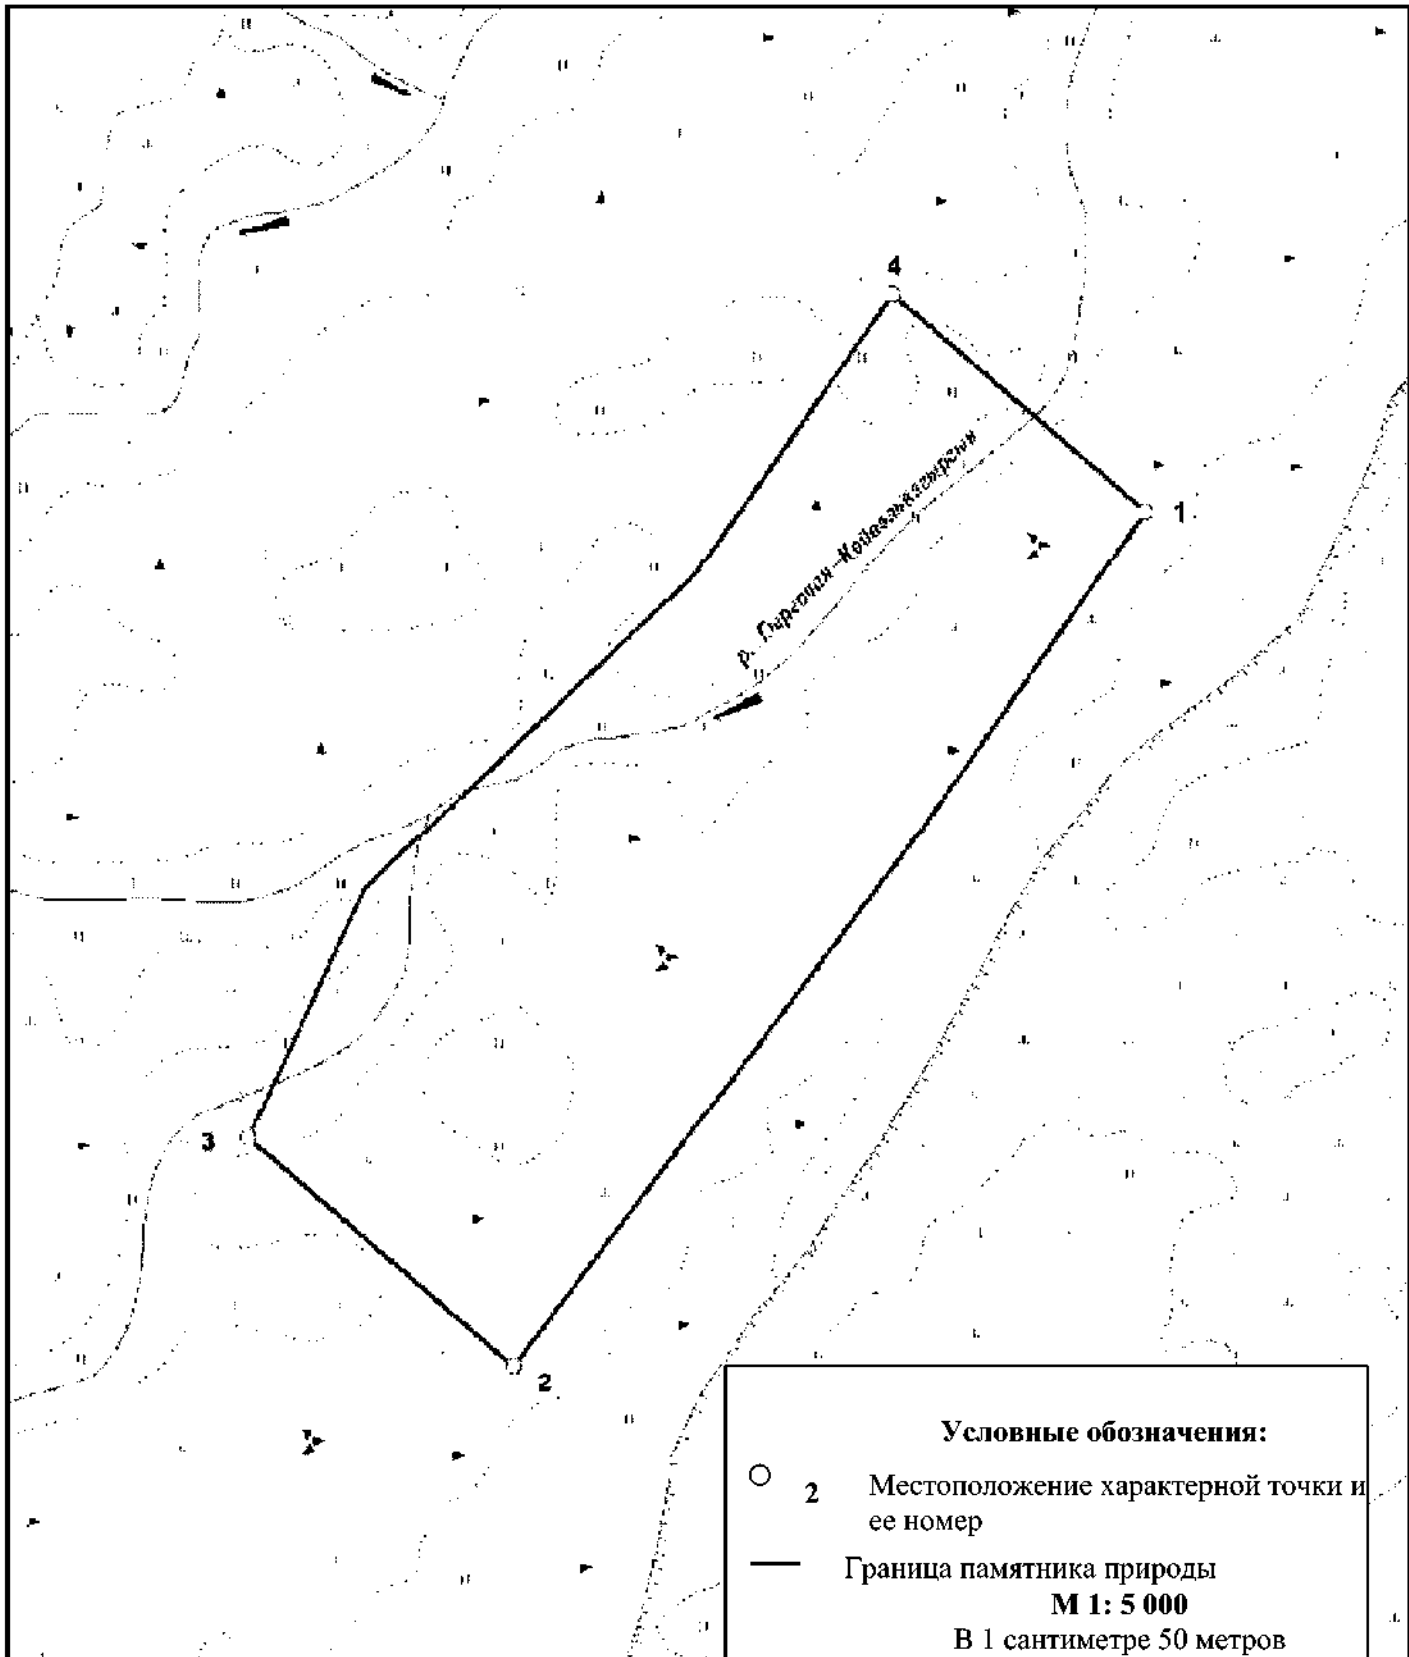 4
1
р.
3
2
Условные обозначения:
2 Местоположение характерной точки и
ее номер
Граница памятника природы
М 1: 5 000
В 1 сантиметре 50 метров